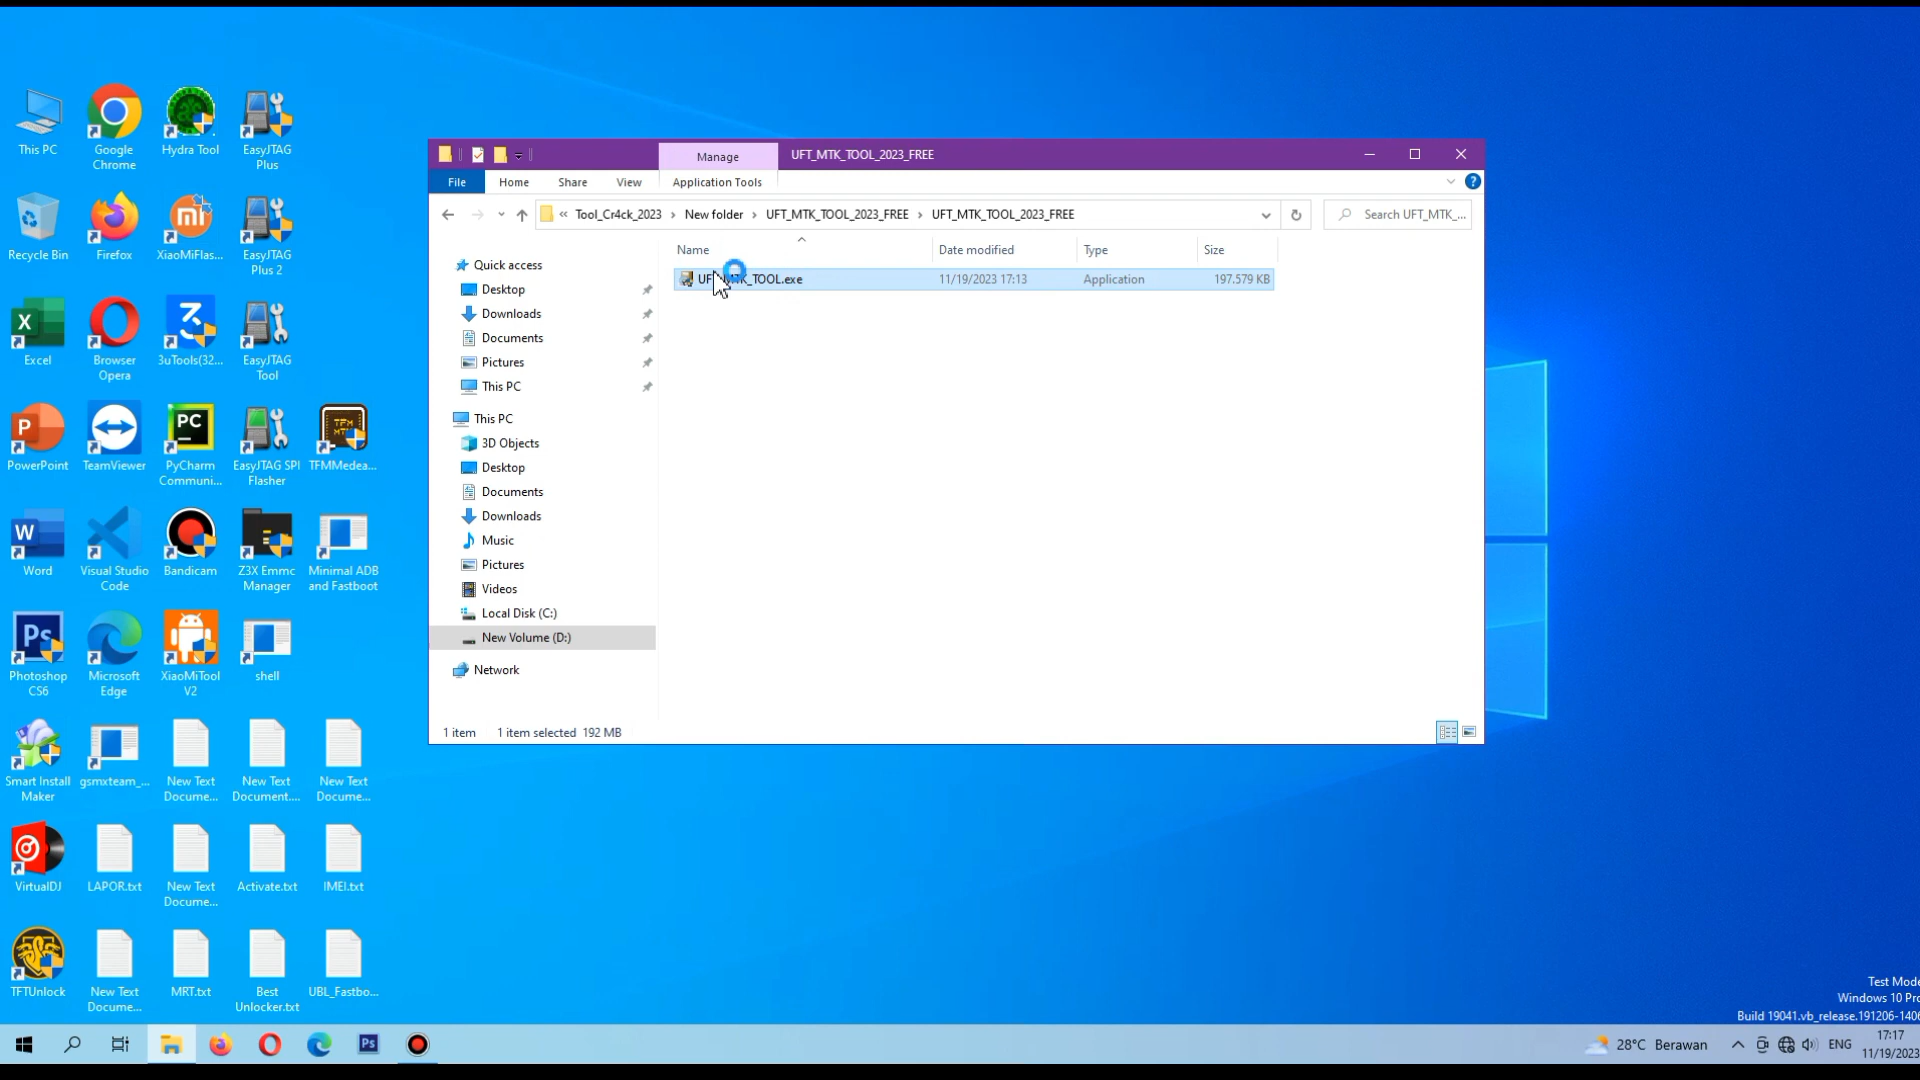 This PC
Google
Chrome
Hydra Tool
EasyJTAG
Plus
Recycle Bin
Firefox
XiaoMiFlas...
EasyJTAG
Plus 2
Excel
Browser
Opera
3uTools(32...
EasyJTAG
Tool
PowerPoint
TeamViewer
PyCharm
Communi...
EasyJTAG SPI
Flasher
TFMMedea...
Word
Visual Studio
Code
Bandicam
Z3X Emmc
Manager
Minimal ADB
and Fastboot
Photoshop
CS6
Microsoft
Edge
XiaoMiTool
V2
shell
Smart Install
Maker
gsmxteam_...
New Text
Docume...
New Text
Document....
New Text
Docume...
VirtualDJ
LAPOR.txt
New Text
Docume...
Activate.txt
IMEI.txt
TFTUnlock
New Text
Docume...
MRT.txt
Best
Unlocker.txt
UBL_Fastbo...
Manage
UFT_MTK_TOOL_2023_FREE
File
Home
Share
View
Application Tools
« Tool_Cr4ck_2023 › New folder › UFT_MTK_TOOL_2023_FREE › UFT_MTK_TOOL_2023_FREE
Search UFT_MTK_...
Name
Date modified
Type
Size
UFT_MTK_TOOL.exe
11/19/2023 17:13
Application
197.579 KB
Quick access
Desktop
Downloads
Documents
Pictures
This PC
This PC
3D Objects
Desktop
Documents
Downloads
Music
Pictures
Videos
Local Disk (C:)
New Volume (D:)
Network
1 item
1 item selected 192 MB
Test Mode
Windows 10 Pro
Build 19041.vb_release.191206-1406
28°C Berawan
ENG
17:17
11/19/2023